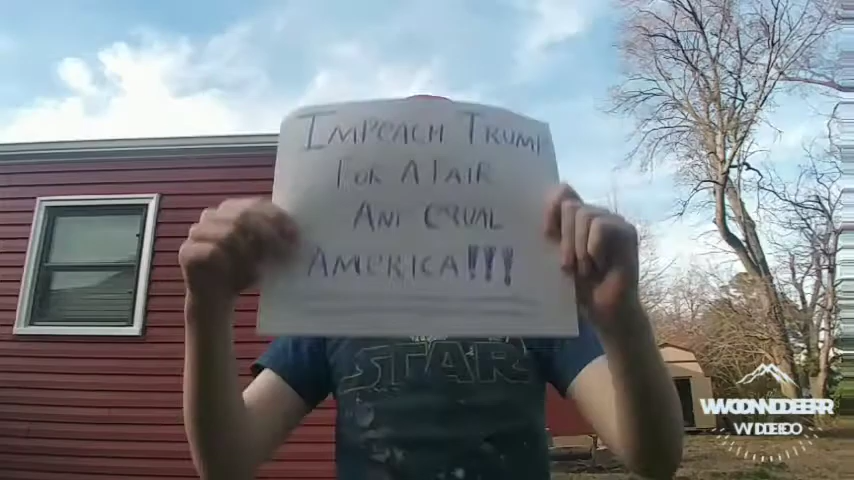 IMPEACH TRUMP
FOR A FAIR
AND EQUAL
AMERICA!!!
STAR